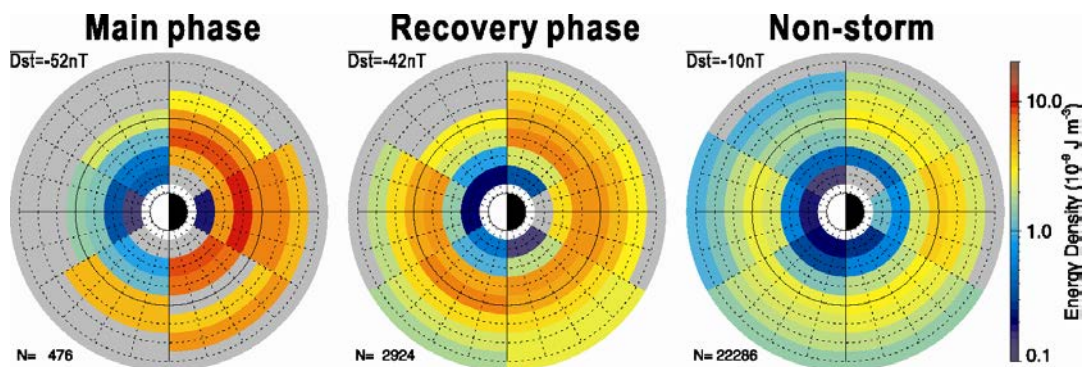 Main phase
Recovery phase
Non-storm
Dst=-52nT
Dst=-42nT
Dst=-10nT
10.0
1.0
0.1
Energy Density (10⁻⁹ J m⁻³)
N= 476
N= 2924
N= 22286